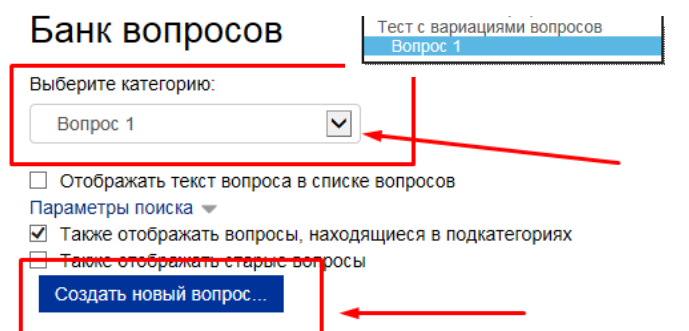 Банк вопросов
Тест с вариациями вопросов
Вопрос 1
Выберите категорию:
Вопрос 1
Отображать текст вопроса в списке вопросов
Параметры поиска
Также отображать вопросы, находящиеся в подкатегориях
Также отображать старые вопросы
Создать новый вопрос...